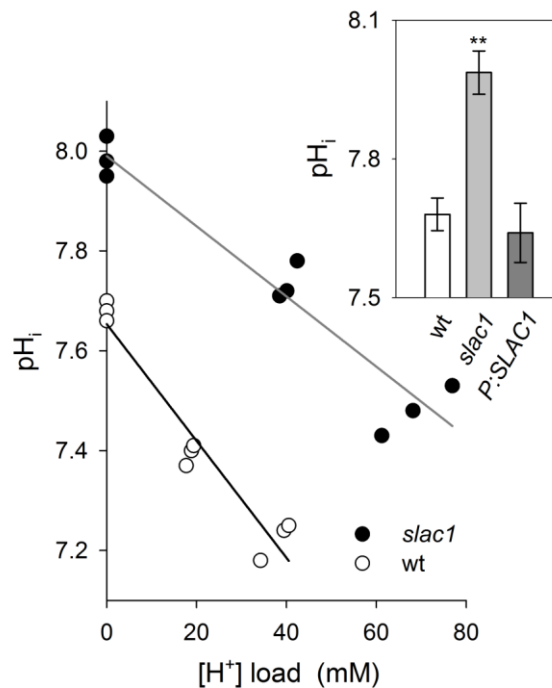 8.1
**
7.8
7.5
pHi
wt
slac1
P:SLAC1
8.0
7.8
7.6
7.4
7.2
pHi
slac1
wt
0 20 40 60 80
[H+] load (mM)